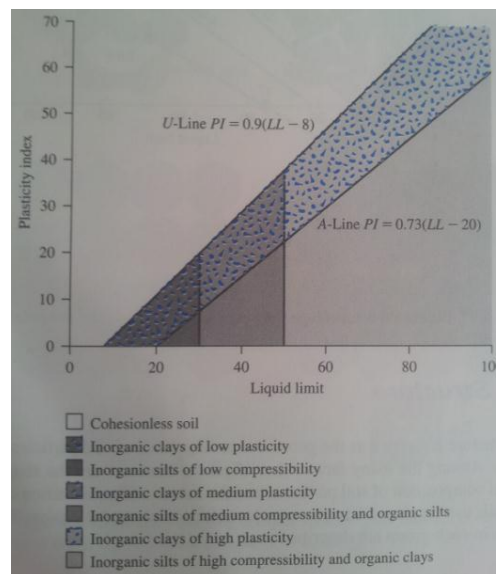 70
60
50
40
30
20
10
0
Plasticity index
U-Line PI = 0.9(LL − 8)
A-Line PI = 0.73(LL − 20)
0 20 40 60 80 100
Liquid limit
Cohesionless soil
Inorganic clays of low plasticity
Inorganic silts of low compressibility
Inorganic clays of medium plasticity
Inorganic silts of medium compressibility and organic silts
Inorganic clays of high plasticity
Inorganic silts of high compressibility and organic clays